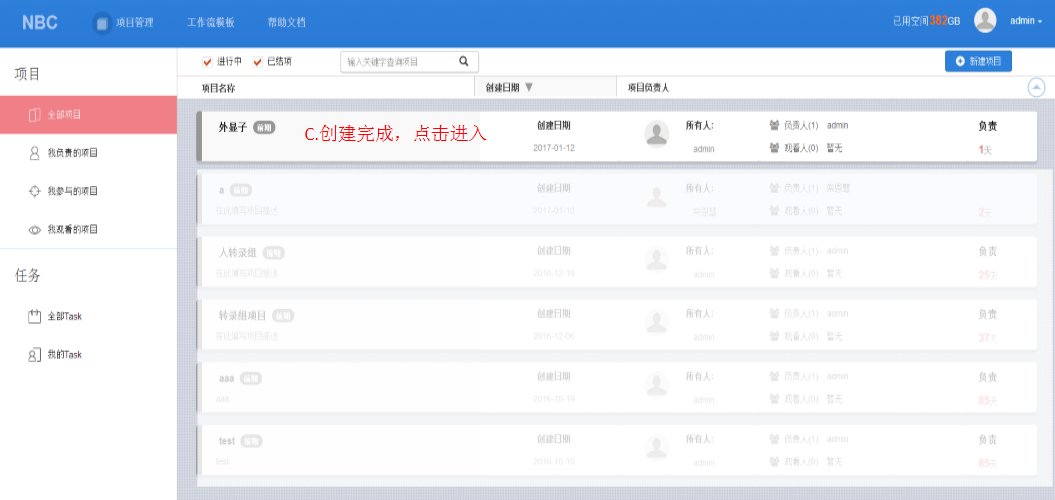 NBC 项目管理 工作流模板 帮助文档 已用空间382GB admin
项目
全部项目
我负责的项目
我参与的项目
我观看的项目
任务
全部Task
我的Task
进行中 已结项 输入关键字查询项目 新建项目
项目名称 创建日期 项目负责人
外显子 前期 C.创建完成，点击进入 创建日期 所有人: 负责人(1) admin 负责
2017-01-12 admin 观看人(0) 暂无 1天
a 前期 创建日期 所有人: 负责人(1) 负责
在此填写项目描述 2017-01-10 观看人(0) 暂无 2天
人转录组 前期 创建日期 所有人: 负责人(1) admin 负责
在此填写项目描述 2016-12-19 admin 观看人(0) 暂无 25天
转录组项目 前期 创建日期 所有人: 负责人(1) admin 负责
在此填写项目描述 2016-12-06 admin 观看人(0) 暂无 37天
aaa 前期 创建日期 所有人: 负责人(1) admin 负责
aaa 2016-10-19 admin 观看人(0) 暂无 85天
test 前期 创建日期 所有人: 负责人(1) admin 负责
test 2016-10-19 admin 观看人(0) 暂无 85天